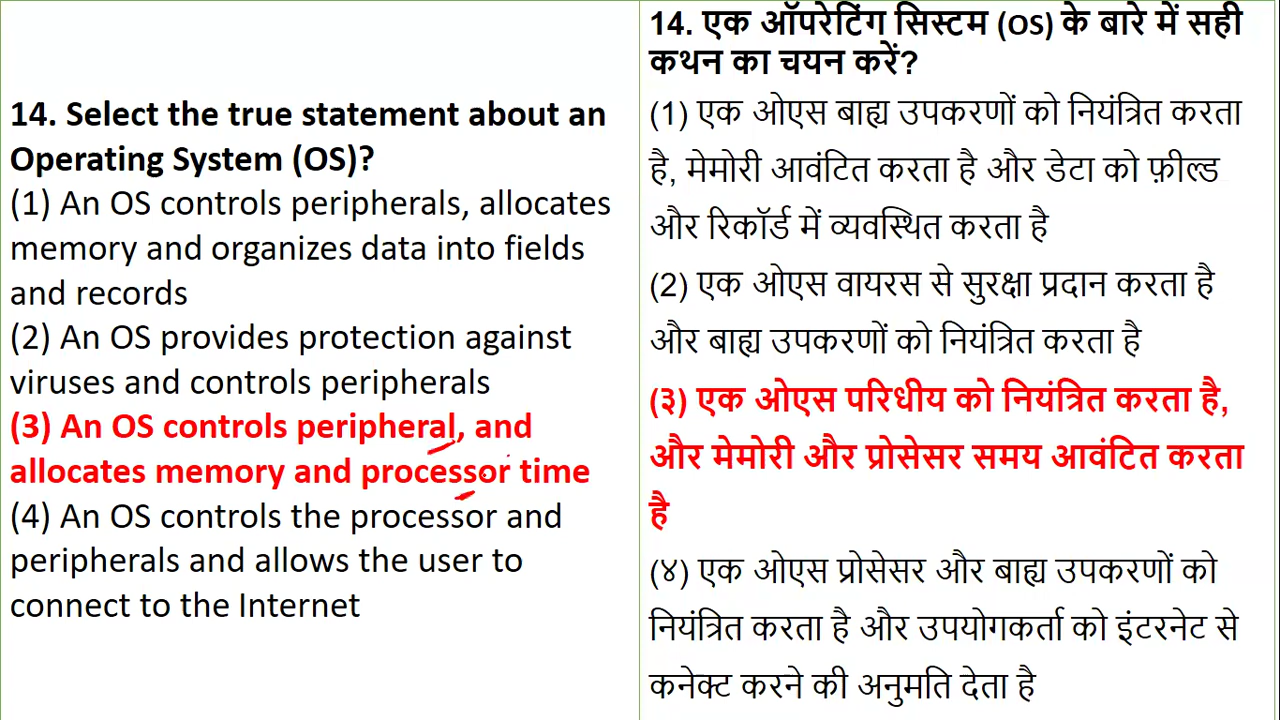 14. Select the true statement about an
Operating System (OS)?
(1) An OS controls peripherals, allocates
memory and organizes data into fields
and records
(2) An OS provides protection against
viruses and controls peripherals
(3) An OS controls peripheral, and
allocates memory and processor time
(4) An OS controls the processor and
peripherals and allows the user to
connect to the Internet
14. एक ऑपरेटिंग सिस्टम (OS) के बारे में सही
कथन का चयन करें?
(1) एक ओएस बाह्य उपकरणों को नियंत्रित करता
है, मेमोरी आवंटित करता है और डेटा को फ़ील्ड
और रिकॉर्ड में व्यवस्थित करता है
(2) एक ओएस वायरस से सुरक्षा प्रदान करता है
और बाह्य उपकरणों को नियंत्रित करता है
(३) एक ओएस परिधीय को नियंत्रित करता है,
और मेमोरी और प्रोसेसर समय आवंटित करता
है
(४) एक ओएस प्रोसेसर और बाह्य उपकरणों को
नियंत्रित करता है और उपयोगकर्ता को इंटरनेट से
कनेक्ट करने की अनुमति देता है